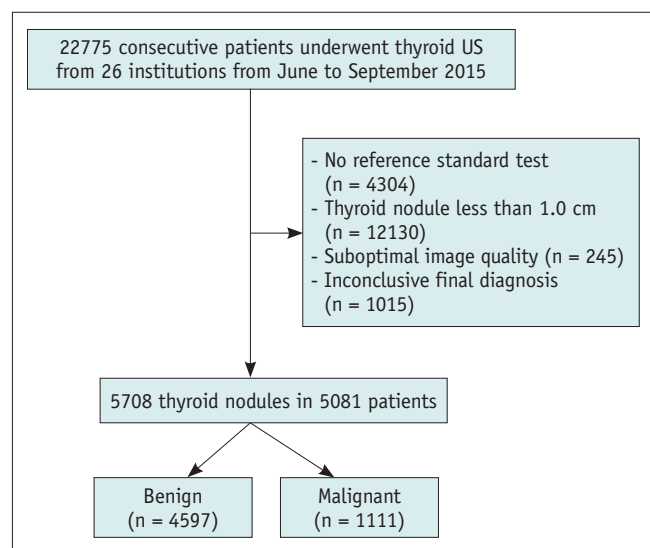 22775 consecutive patients underwent thyroid US
from 26 institutions from June to September 2015
- No reference standard test
(n = 4304)
- Thyroid nodule less than 1.0 cm
(n = 12130)
- Suboptimal image quality (n = 245)
- Inconclusive final diagnosis
(n = 1015)
5708 thyroid nodules in 5081 patients
Benign
(n = 4597)
Malignant
(n = 1111)